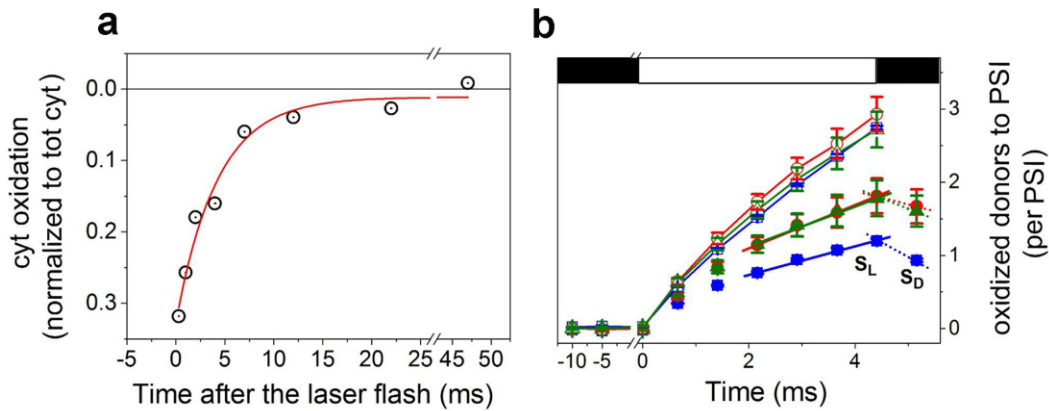 a
cyt oxidation
(normalized to tot cyt)
0.0
0.1
0.2
0.3
-5 0 5 10 15 20 25 45 50
Time after the laser flash (ms)
b
oxidized donors to PSI
(per PSI)
3
2
1
0
S_L S_D
-10 -5 0 2 4
Time (ms)